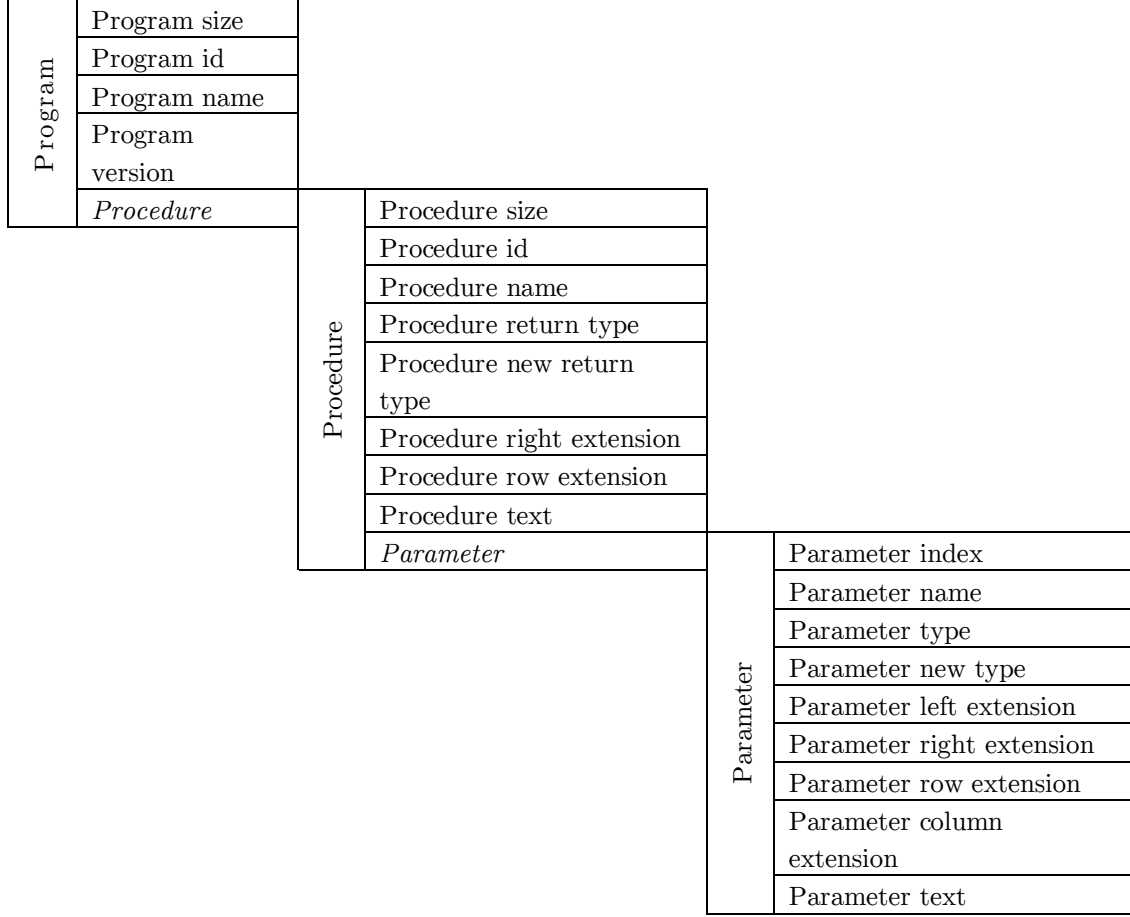 Program
Program size
Program id
Program name
Program
version
Procedure
Procedure
Procedure size
Procedure id
Procedure name
Procedure return type
Procedure new return
type
Procedure right extension
Procedure row extension
Procedure text
Parameter
Parameter
Parameter index
Parameter name
Parameter type
Parameter new type
Parameter left extension
Parameter right extension
Parameter row extension
Parameter column
extension
Parameter text